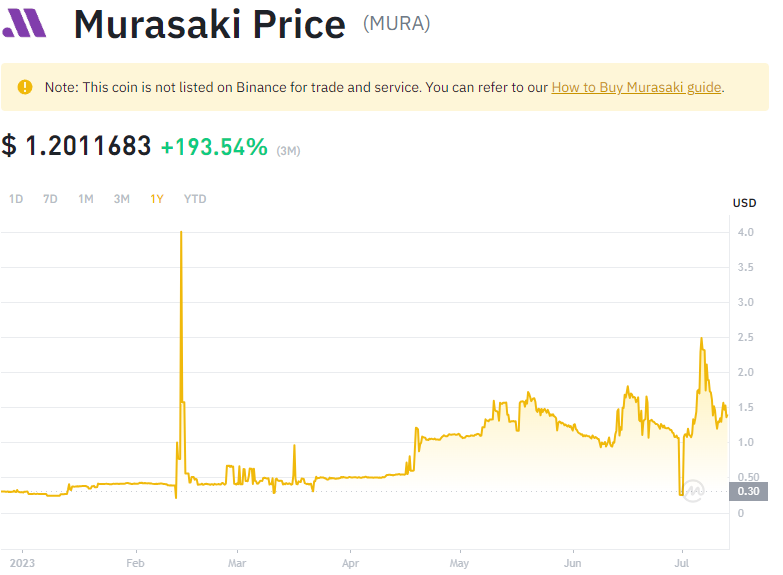 Murasaki Price (MURA)
Note: This coin is not listed on Binance for trade and service. You can refer to our How to Buy Murasaki guide.
$ 1.2011683 +193.54% (3M)
1D 7D 1M 3M 1Y YTD
USD
4.0
3.5
3.0
2.5
2.0
1.5
1.0
0.50
0.30
0
2023 Feb Mar Apr May Jun Jul